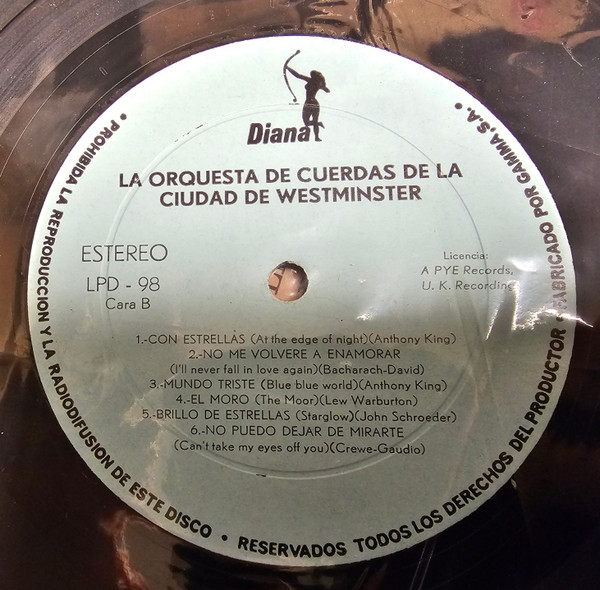 Diana
LA ORQUESTA DE CUERDAS DE LA
CIUDAD DE WESTMINSTER
ESTEREO
LPD - 98
Cara B
Licencia:
A PYE Records,
U. K. Recording
1.-CON ESTRELLAS (At the edge of night)(Anthony King)
2.-NO ME VOLVERE A ENAMORAR
(I'll never fall in love again)(Bacharach-David)
3.-MUNDO TRISTE (Blue blue world)(Anthony King)
4.-EL MORO (The Moor)(Lew Warburton)
5.-BRILLO DE ESTRELLAS (Starglow)(John Schroeder)
6.-NO PUEDO DEJAR DE MIRARTE
(Can't take my eyes off you)(Crewe-Gaudio)
• PROHIBIDA LA REPRODUCCION Y LA RADIODIFUSION DE ESTE DISCO • RESERVADOS TODOS LOS DERECHOS DEL PRODUCTOR • FABRICADO POR GAMMA, S.A. •